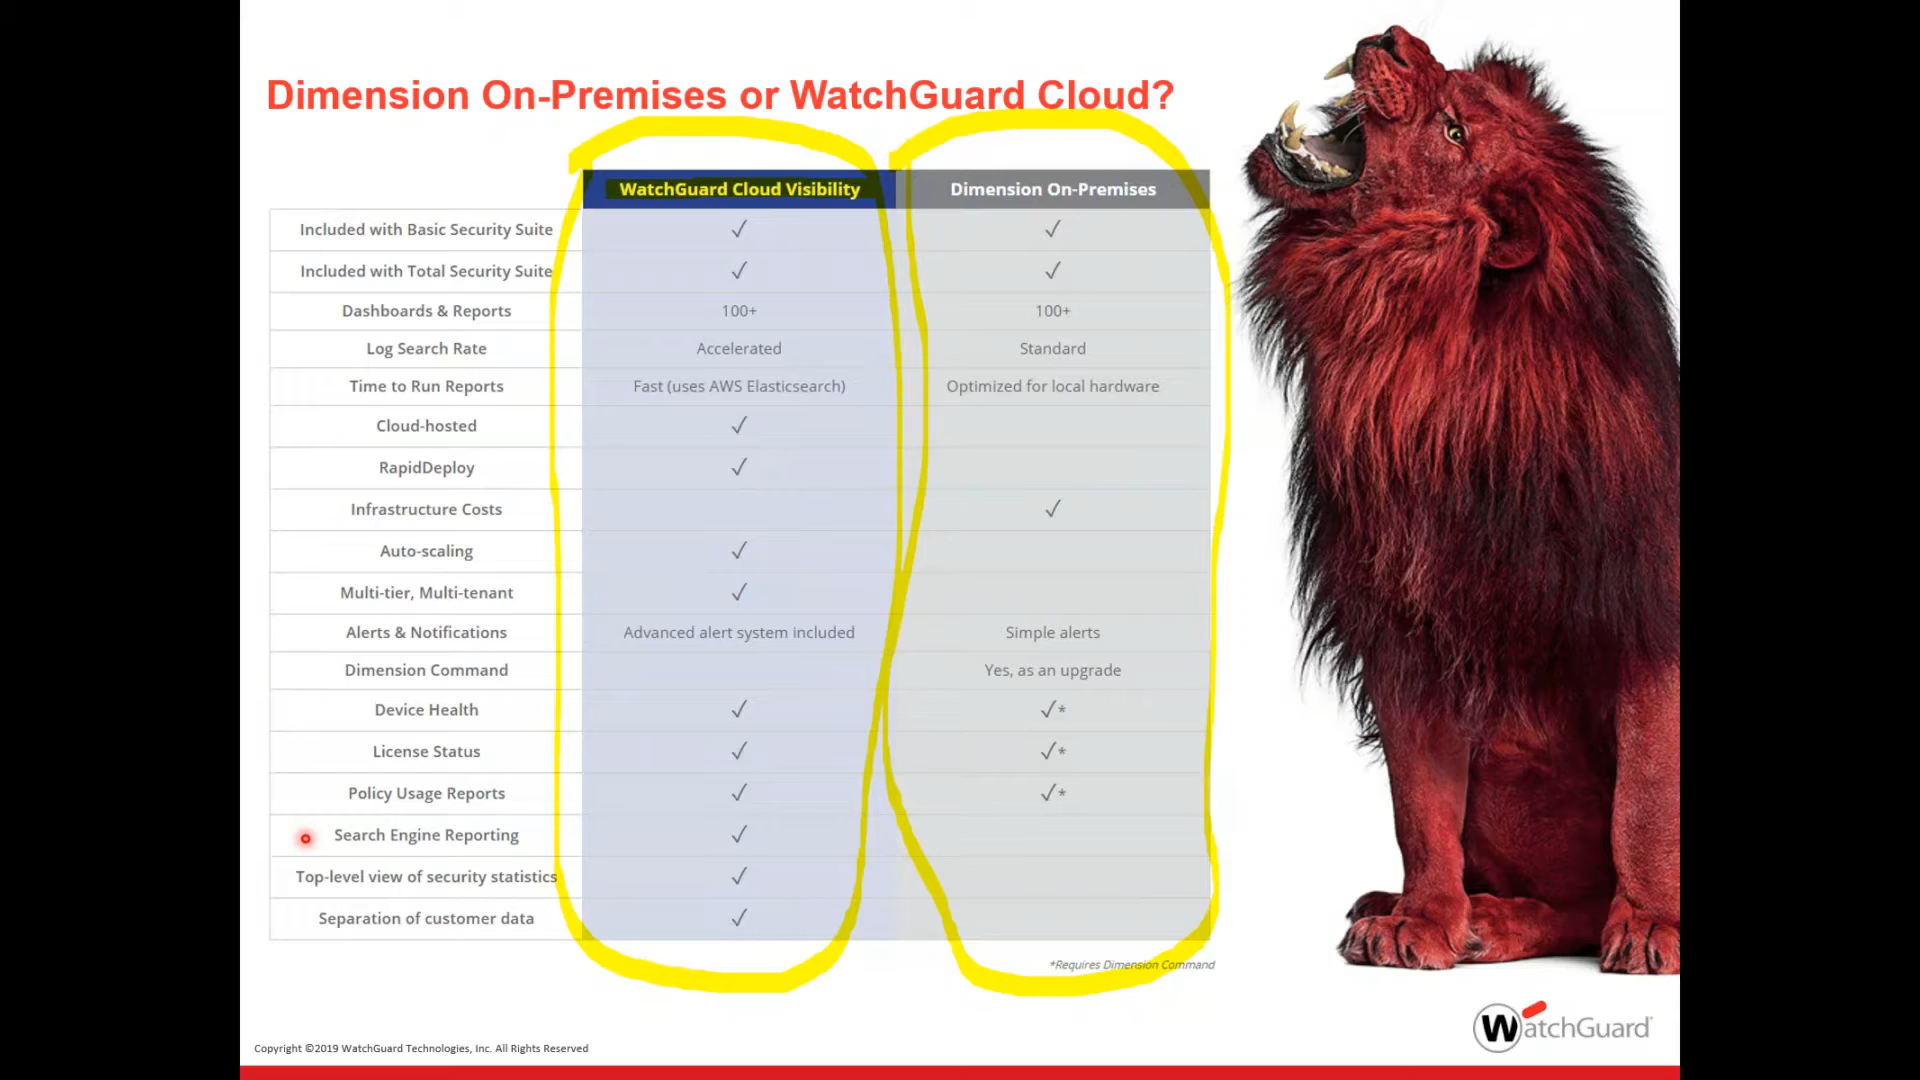 Dimension On-Premises or WatchGuard Cloud?
WatchGuard Cloud Visibility Dimension On-Premises
Included with Basic Security Suite ✓ ✓
Included with Total Security Suite ✓ ✓
Dashboards & Reports 100+ 100+
Log Search Rate Accelerated Standard
Time to Run Reports Fast (uses AWS Elasticsearch) Optimized for local hardware
Cloud-hosted ✓
RapidDeploy ✓
Infrastructure Costs ✓
Auto-scaling ✓
Multi-tier, Multi-tenant ✓
Alerts & Notifications Advanced alert system included Simple alerts
Dimension Command Yes, as an upgrade
Device Health ✓ ✓*
License Status ✓ ✓*
Policy Usage Reports ✓ ✓*
Search Engine Reporting ✓
Top-level view of security statistics ✓
Separation of customer data ✓
*Requires Dimension Command
WatchGuard
Copyright ©2019 WatchGuard Technologies, Inc. All Rights Reserved